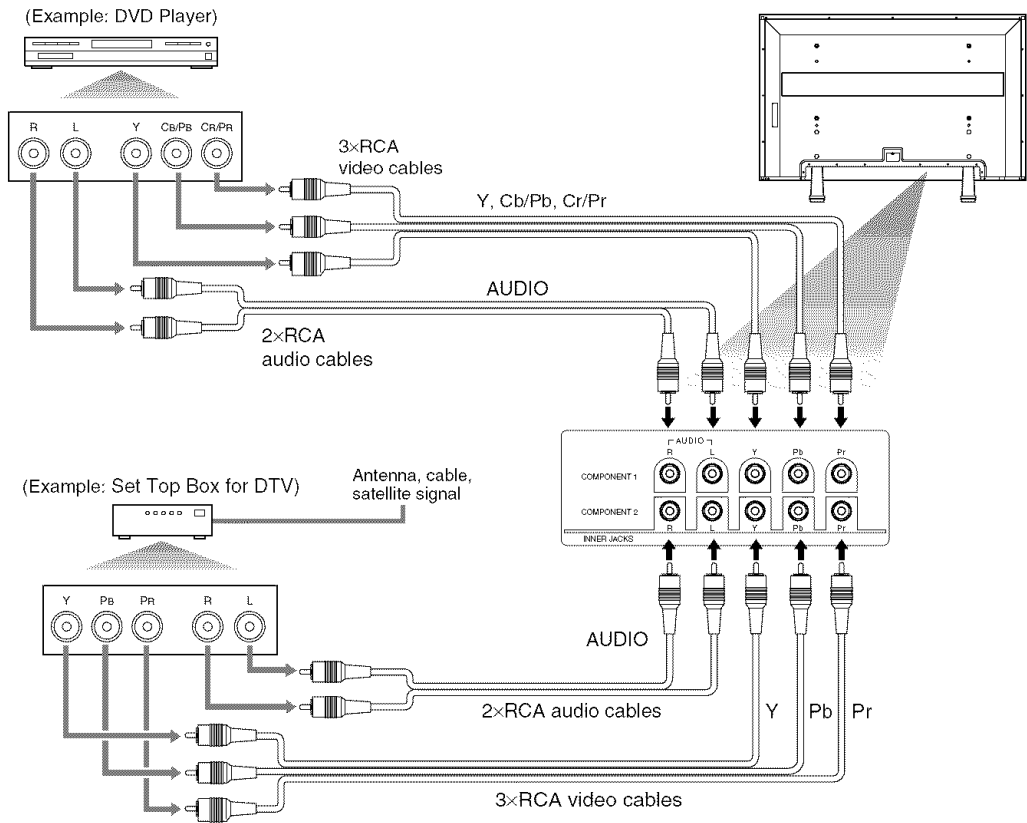 (Example: DVD Player)
R L Y CB/PB CR/PR
3×RCA
video cables
Y, Cb/Pb, Cr/Pr
AUDIO
2×RCA
audio cables
AUDIO
R L Y Pb Pr
COMPONENT 1
COMPONENT 2
R L Y Pb Pr
INNER JACKS
(Example: Set Top Box for DTV)
Antenna, cable,
satellite signal
Y PB PR R L
AUDIO
2×RCA audio cables
Y Pb Pr
3×RCA video cables